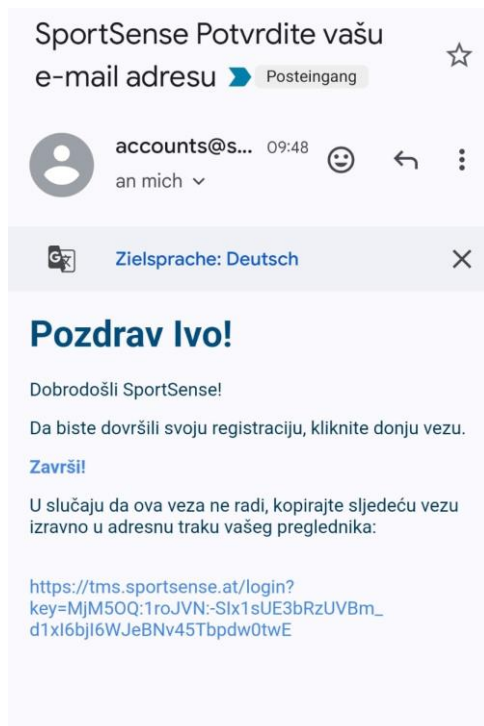 SportSense Potvrdite vašu
e-mail adresu Posteingang
accounts@s... 09:48
an mich
Zielsprache: Deutsch
Pozdrav Ivo!
Dobrodošli SportSense!
Da biste dovršili svoju registraciju, kliknite donju vezu.
Završi!
U slučaju da ova veza ne radi, kopirajte sljedeću vezu
izravno u adresnu traku vašeg preglednika:
https://tms.sportsense.at/login?
key=MjM5OQ:1roJVN:-SIx1sUE3bRzUVBm_
d1xI6bjI6WJeBNv45Tbpdw0twE